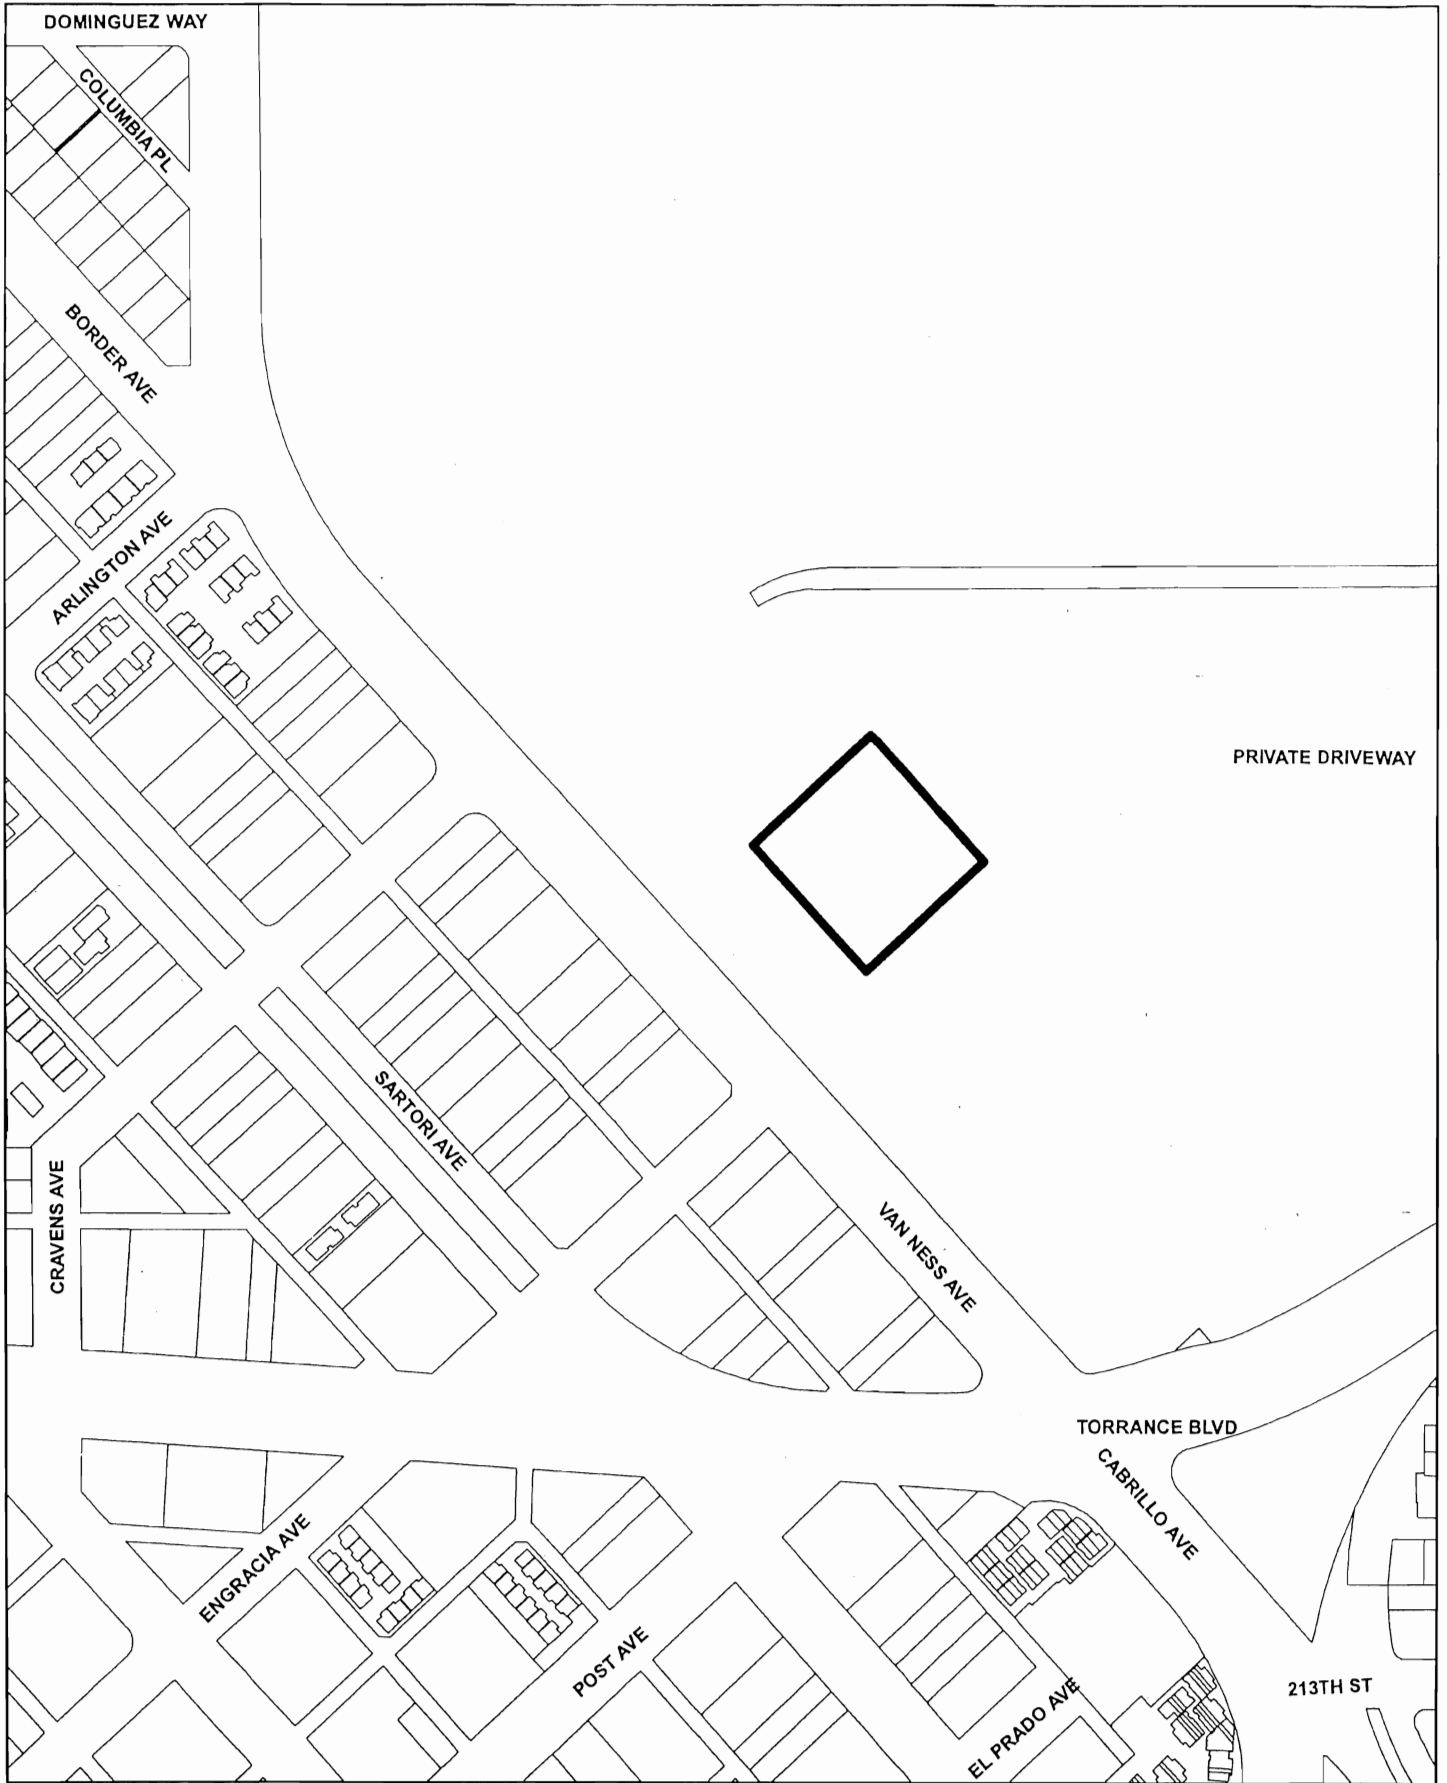 DOMINGUEZ WAY
COLUMBIA PL
BORDER AVE
ARLINGTON AVE
PRIVATE DRIVEWAY
SARTORI AVE
CRAVENS AVE
VAN NESS AVE
TORRANCE BLVD
CABRILLO AVE
ENGRACIA AVE
POST AVE
EL PRADO AVE
213TH ST